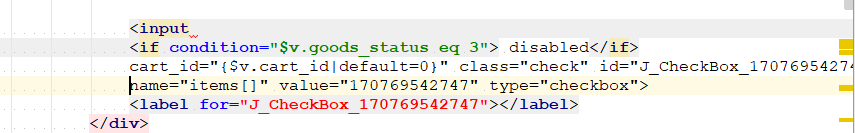 <input
<if condition="$v.goods_status eq 3"> disabled</if>
cart_id="{$v.cart_id|default=0}" class="check" id="J_CheckBox_170769542747
name="items[]" value="170769542747" type="checkbox">
<label for="J_CheckBox_170769542747"></label>
</div>